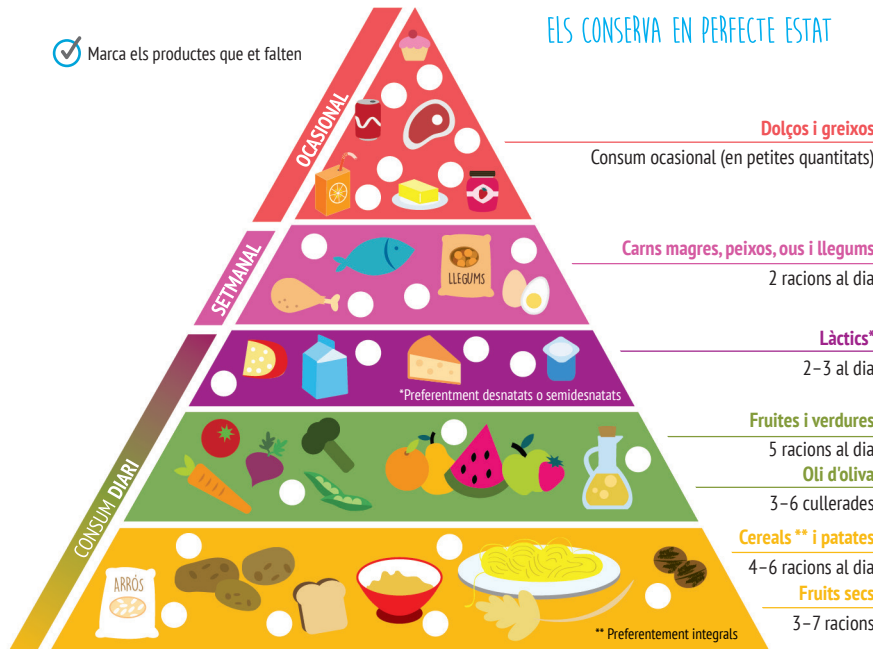 ELS CONSERVA EN PERFECTE ESTAT
Marca els productes que et falten
OCASIONAL
Dolços i greixos
Consum ocasional (en petites quantitats)
SETMANAL
LLEGUMS
Carns magres, peixos, ous i llegums
2 racions al dia
Làctics*
2–3 al dia
*Preferentment desnatats o semidesnatats
CONSUM DIARI
Fruites i verdures
5 racions al dia
Oli d'oliva
3–6 cullerades
Cereals ** i patates
4–6 racions al dia
ARRÒS
Fruits secs
3–7 racions
** Preferentement integrals